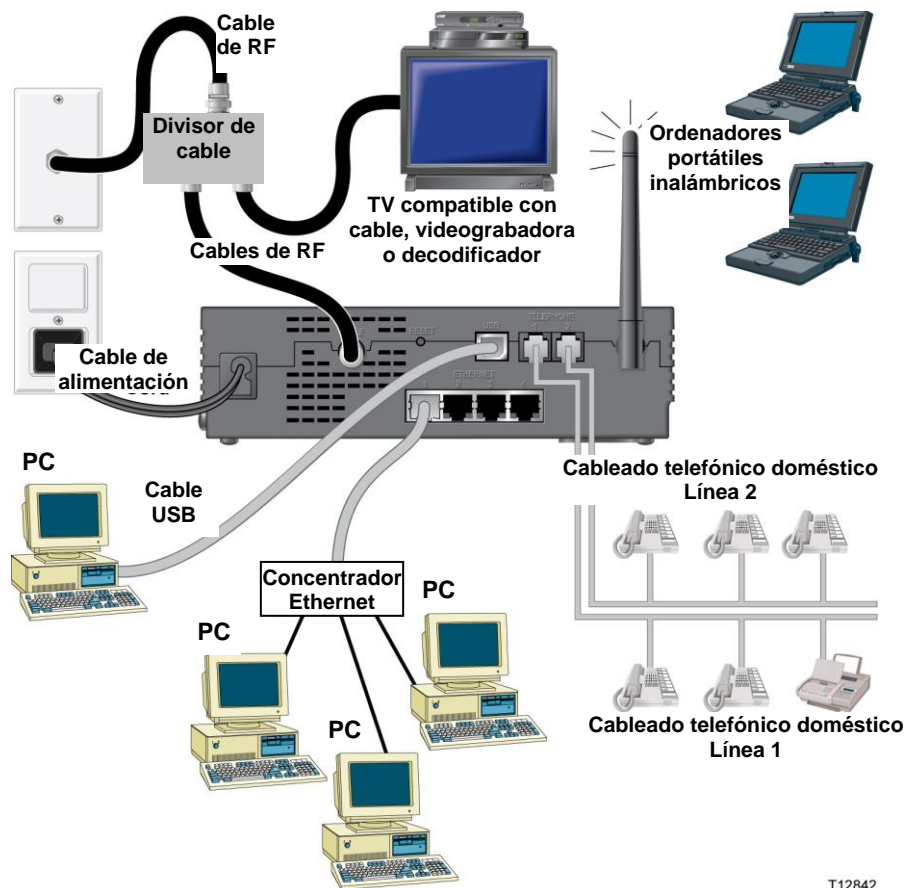 Cable
de RF
Divisor de
cable
Ordenadores
portátiles
inalámbricos
TV compatible con
cable, videograbadora
o decodificador
Cables de RF
Cable de
alimentación
RESET
USB
TELEPHONE
1 2
ETHERNET
1 2 3 4
PC
Cable
USB
Cableado telefónico doméstico
Línea 2
Concentrador
Ethernet
PC
PC
PC
Cableado telefónico doméstico
Línea 1
T12842